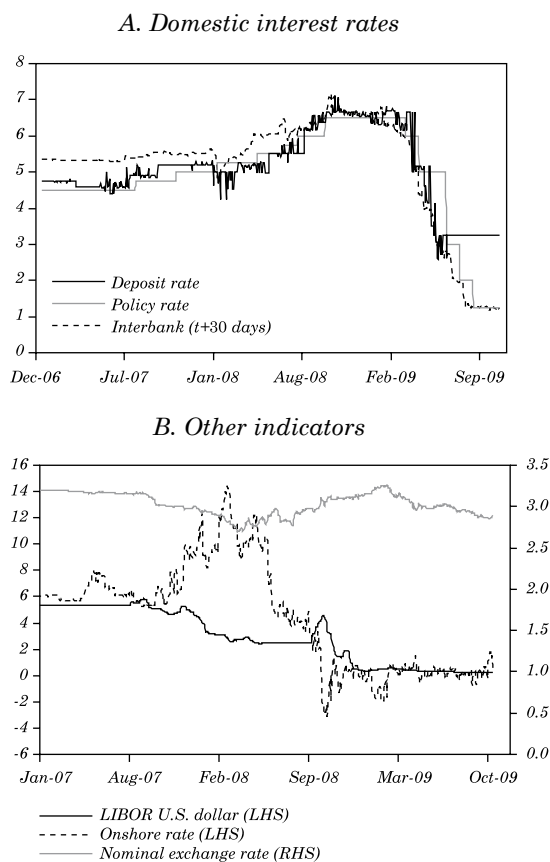 A. Domestic interest rates
8
7
6
5
4
3
2
1
0
Deposit rate
Policy rate
Interbank (t+30 days)
Dec-06 Jul-07 Jan-08 Aug-08 Feb-09 Sep-09
B. Other indicators
16 3.5
14 3.0
12
10 2.5
8 2.0
6
4 1.5
2
0 1.0
-2 0.5
-4
-6 0.0
Jan-07 Aug-07 Feb-08 Sep-08 Mar-09 Oct-09
LIBOR U.S. dollar (LHS)
Onshore rate (LHS)
Nominal exchange rate (RHS)